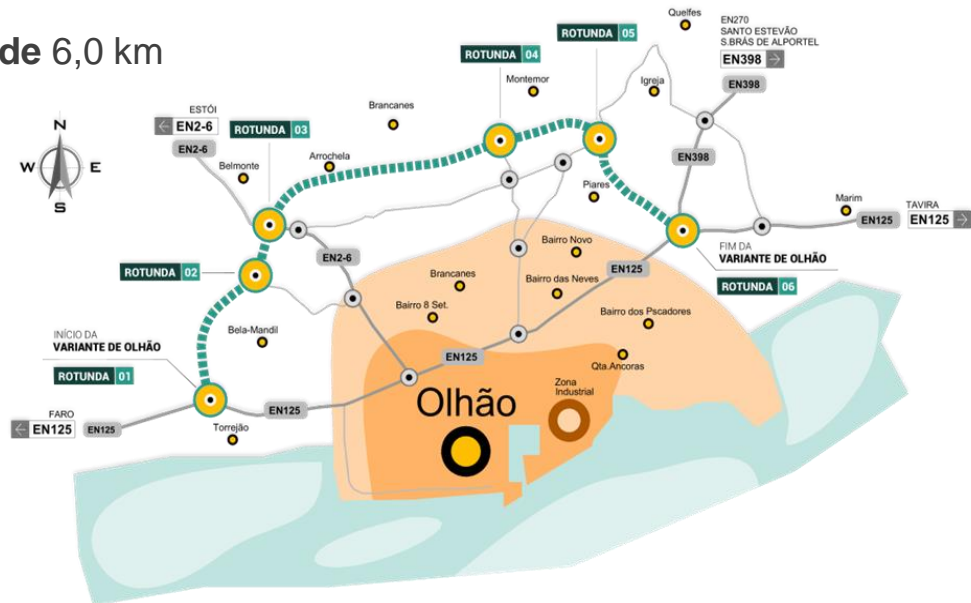 de 6,0 km
Quelfes
EN270
SANTO ESTEVÃO
S.BRÁS DE ALPORTEL
EN398 →
ROTUNDA 05
ROTUNDA 04
Montemor
Igreja
EN398
ESTÓI
← EN2-6
ROTUNDA 03
Brancanes
EN2-6
N
W E
S
Belmonte
Arrochela
EN398
Piares
Marim
TAVIRA
EN125
EN125 →
FIM DA
VARIANTE DE OLHÃO
ROTUNDA 06
ROTUNDA 02
EN2-6
Bairro Novo
EN125
Brancanes
Bairro das Neves
Bairro 8 Set.
Bairro dos Pscadores
Bela-Mandil
INÍCIO DA
VARIANTE DE OLHÃO
ROTUNDA 01
EN125
Qta.Ancoras
Zona
Industrial
Olhão
FARO
← EN125
EN125
EN125
Torrejão